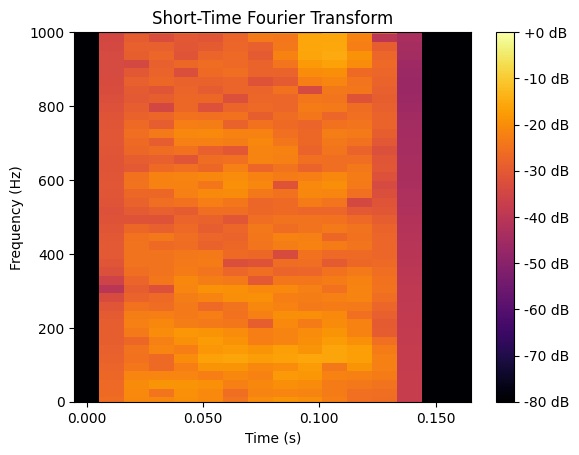 Short-Time Fourier Transform
1000
800
600
400
200
0
Frequency (Hz)
0.000
0.050
0.100
0.150
Time (s)
+0 dB
-10 dB
-20 dB
-30 dB
-40 dB
-50 dB
-60 dB
-70 dB
-80 dB